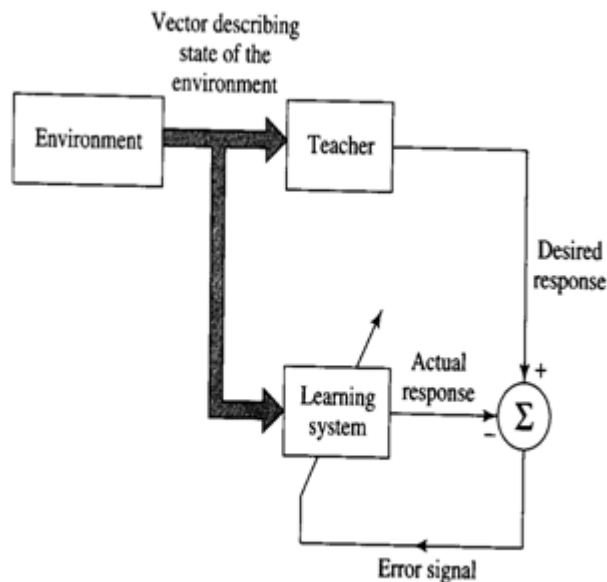 Vector describing
state of the
environment
Environment
Teacher
Desired
response
Learning
system
Actual
response
+
−
Σ
Error signal